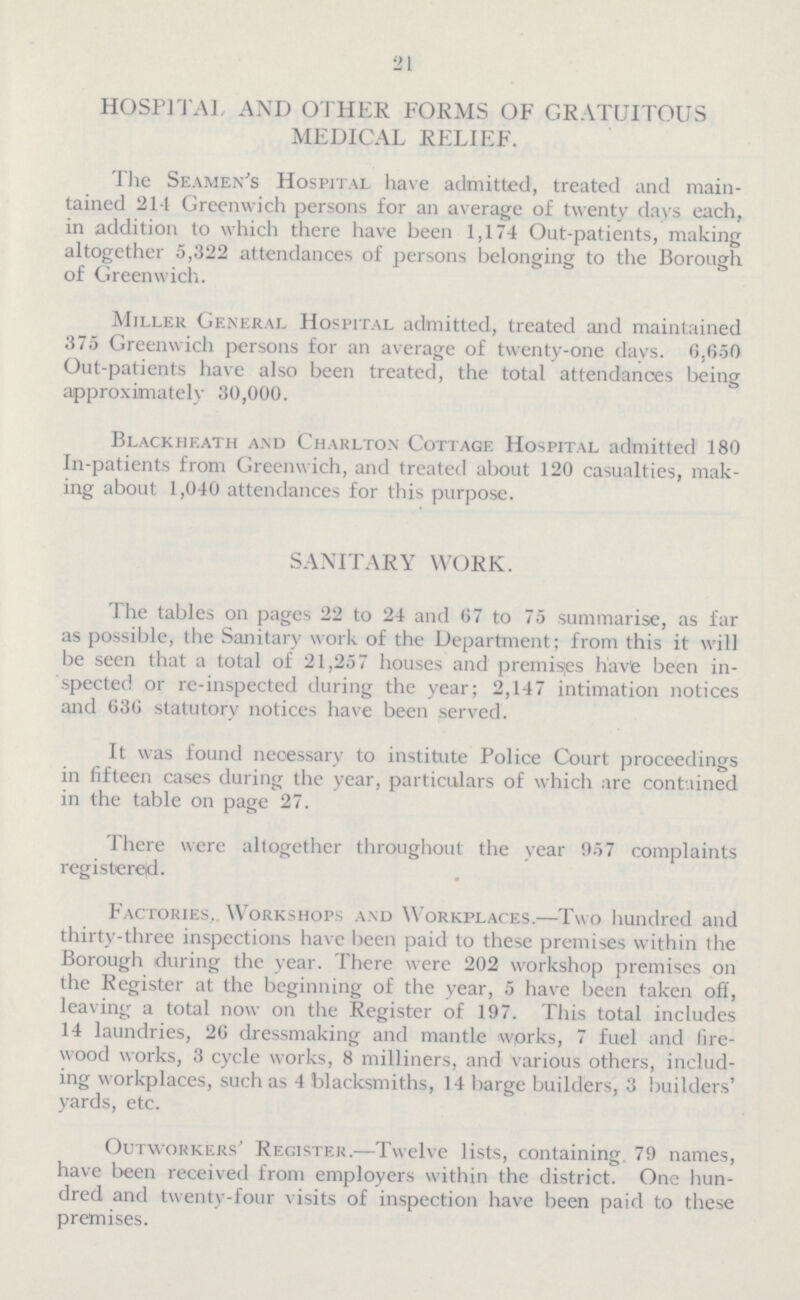 21
HOSPITAL AND OTHER FORMS OF GRATUITOUS
MEDICAL RELIEF.
The Seamen's Hospital have admitted, treated and main-
tained 214 Greenwich persons for an average of twenty days each,
in addition to which there have been 1,174 Out-patients, making
altogether 5,322 attendances of persons belonging to the Borough
of Greenwich.
Miller General Hospital admitted, treated and maintained
375 Greenwich persons for an average of twenty-one days. 6,650
Out-patients have also been treated, the total attendances being
approximately 30,000.
Blackheath and Charlton Cottage Hospital admitted 180
In-patients from Greenwich, and treated about 120 casualties, mak-
ing about 1,040 attendances for this purpose.
SANITARY WORK.
The tables on pages 22 to 24 and 67 to 75 summarise, as far
as possible, the Sanitary work of the Department; from this it will
be seen that a total of 21,257 houses and premises have been in-
spected or re-inspected during the year; 2,147 intimation notices
and 636 statutory notices have been served.
It was found necessary to institute Police Court proceedings
in fifteen cases during the year, particulars of which are contained
in the table on page 27.
There were altogether throughout the year 957 complaints
registered.
Factories, Workshops and Workplaces.—Two hundred and
thirty-three inspections have been paid to these premises within the
Borough during the year. There were 202 workshop premises on
the Register at the beginning of the year, 5 have been taken off,
leaving a total now on the Register of 197. This total includes
14 laundries, 26 dressmaking and mantle works, 7 fuel and fire-
wood works, 3 cycle works, 8 milliners, and various others, includ-
ing workplaces, such as 4 blacksmiths, 14 barge builders, 3 builders'
yards, etc.
Outworkers' Register.—Twelve lists, containing 79 names,
have been received from employers within the district. One hun-
dred and twenty-four visits of inspection have been paid to these
premises.